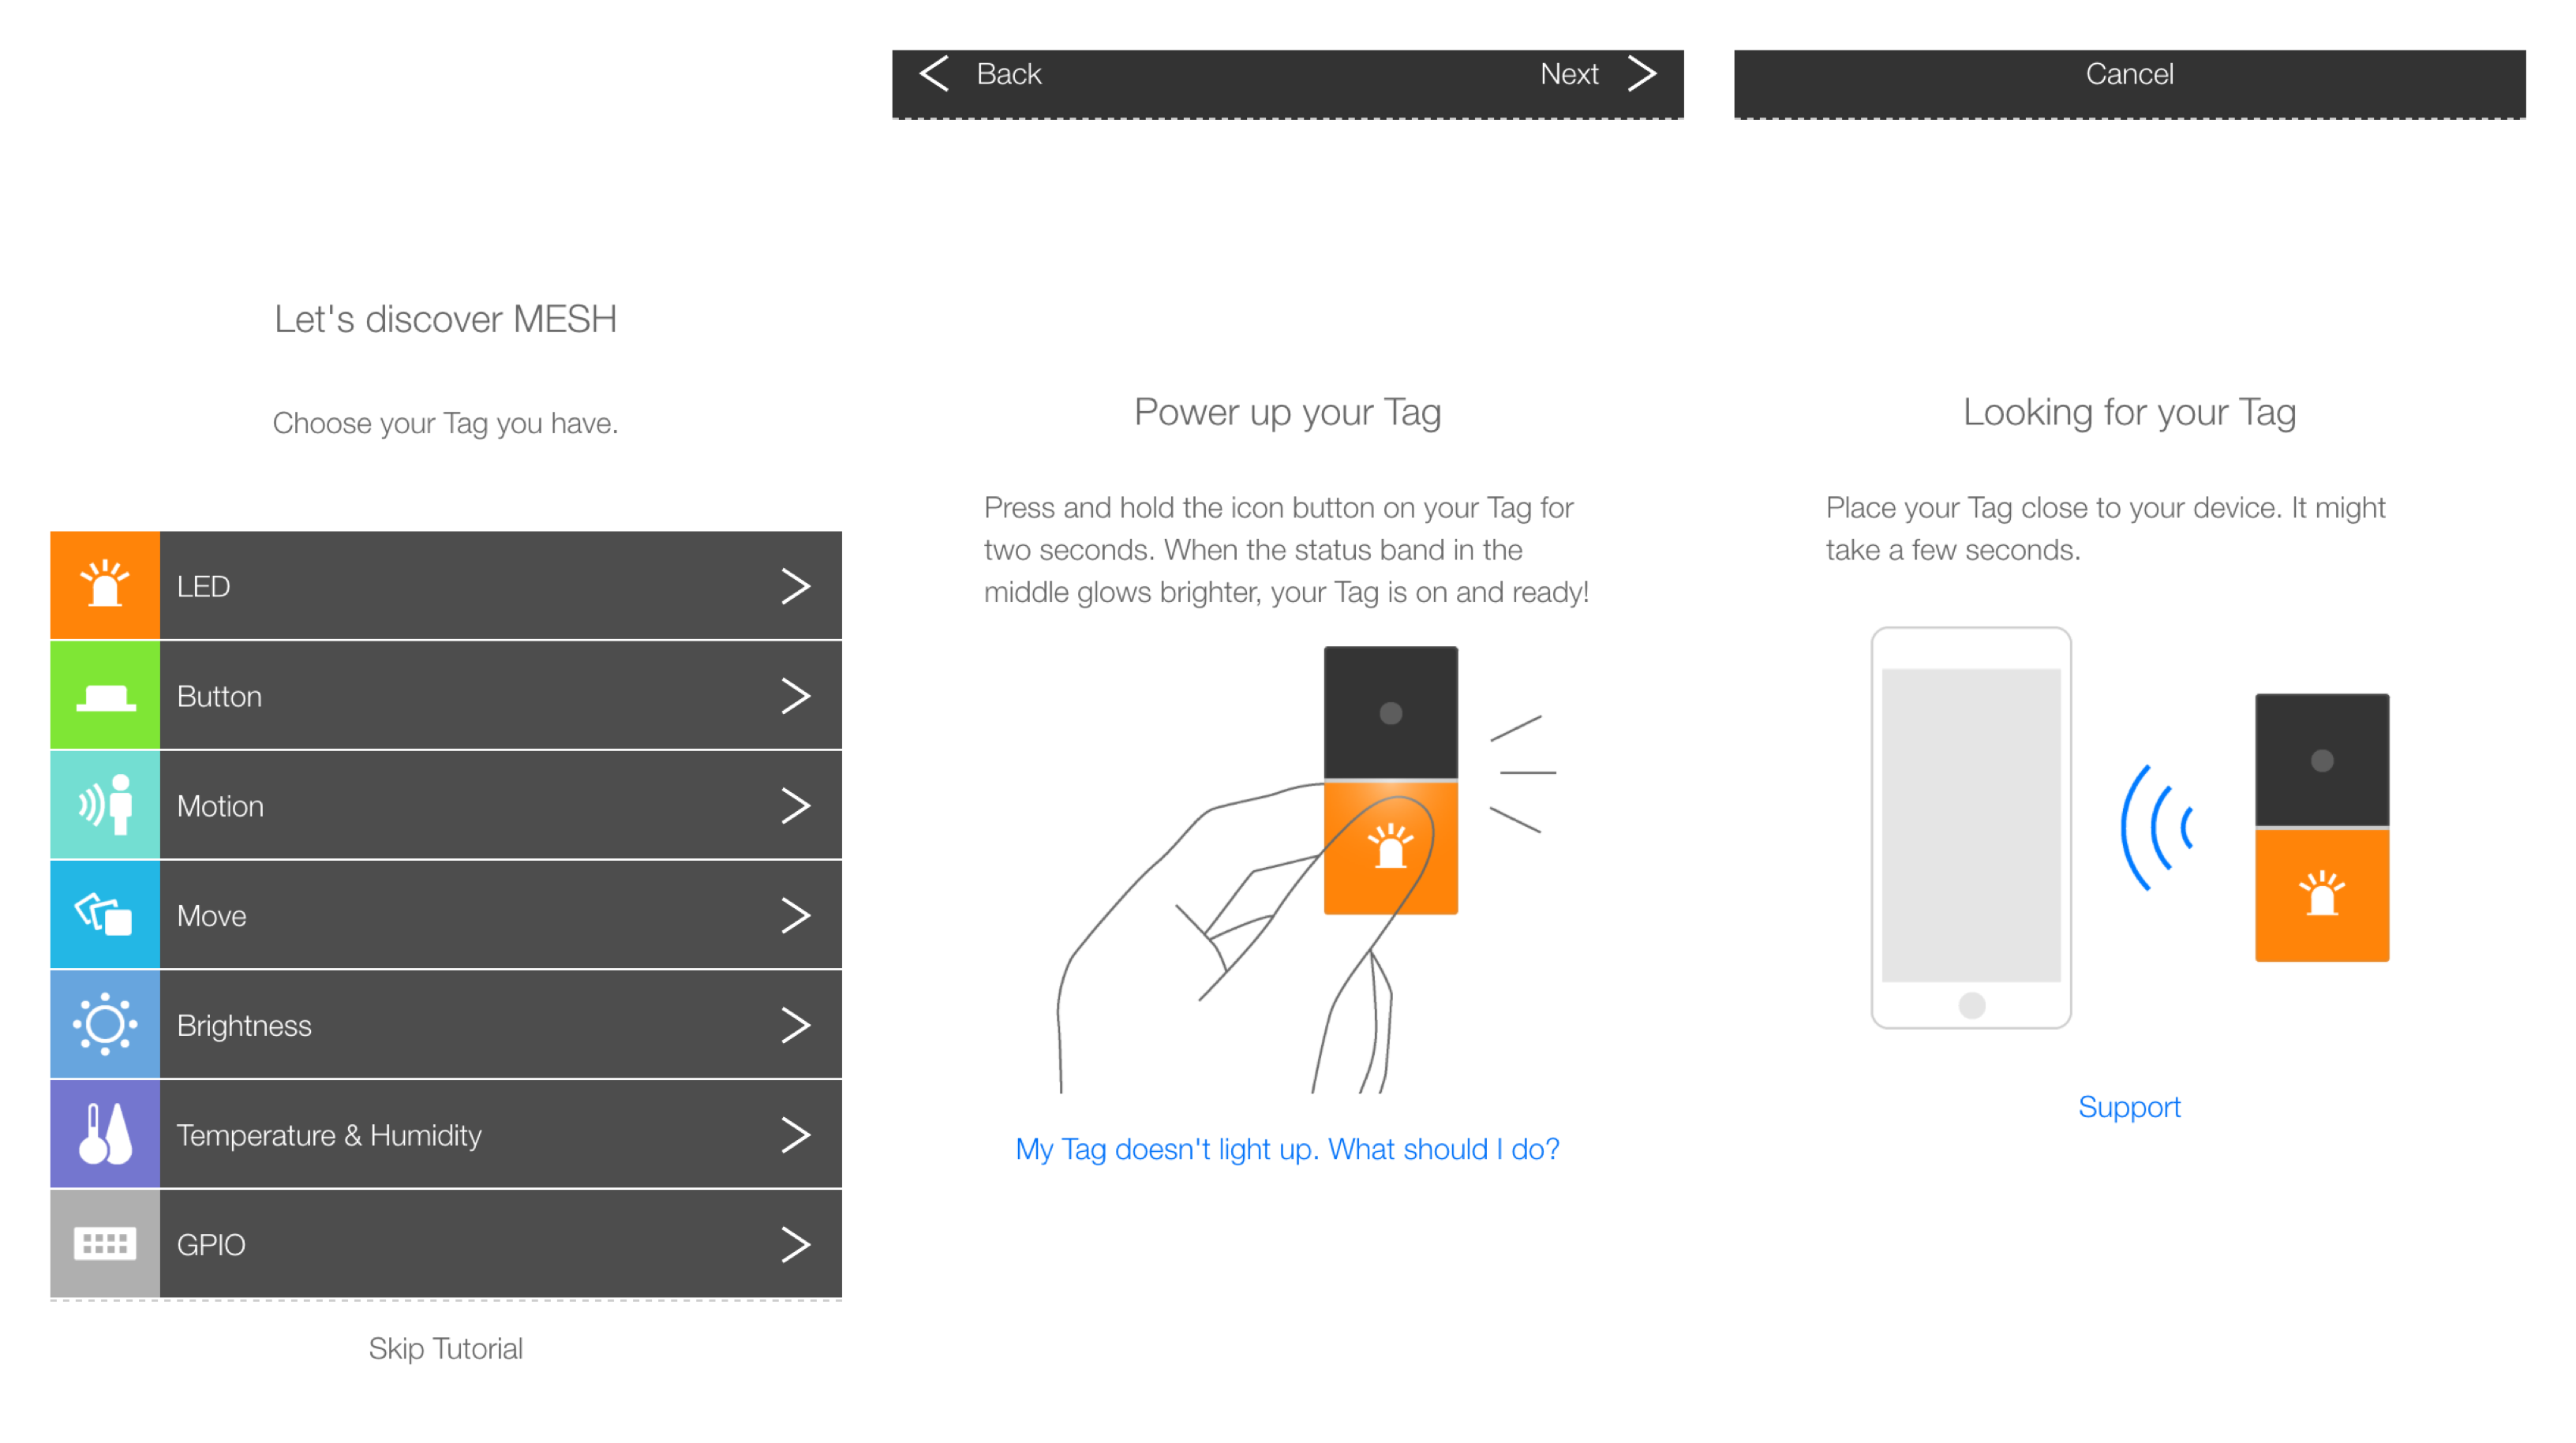 Let's discover MESH
Choose your Tag you have.
LED
Button
Motion
Move
Brightness
Temperature & Humidity
GPIO
Skip Tutorial
Back
Next
Power up your Tag
Press and hold the icon button on your Tag for
two seconds. When the status band in the
middle glows brighter, your Tag is on and ready!
My Tag doesn't light up. What should I do?
Cancel
Looking for your Tag
Place your Tag close to your device. It might
take a few seconds.
Support